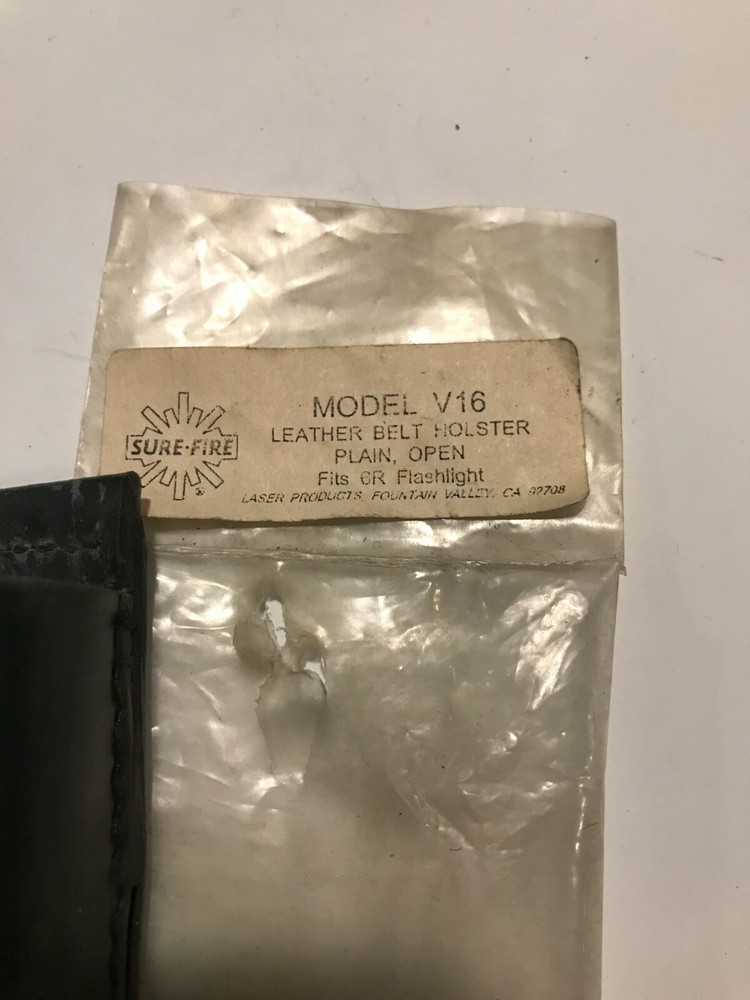 SURE-FIRE
®
MODEL V16
LEATHER BELT HOLSTER
PLAIN, OPEN
Fits 6R Flashlight
LASER PRODUCTS, FOUNTAIN VALLEY, CA 92708